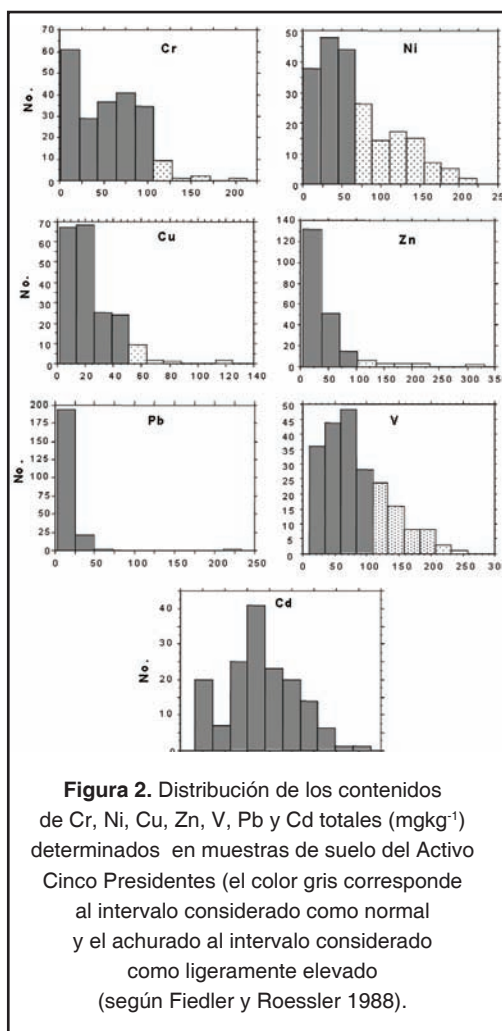 Cr
No.
70
60
50
40
30
20
10
0
0 50 100 150 200
Ni
50
40
30
20
10
0
0 50 100 150 200 250
Cu
No.
70
60
50
40
30
20
10
0
0 20 40 60 80 100 120 140
Zn
140
120
100
80
60
40
20
0
0 50 100 150 200 250 300 350
Pb
No.
200
175
150
125
100
75
50
25
0
0 50 100 150 200 250
V
50
45
40
35
30
25
20
15
10
5
0
0 50 100 150 200 250 300
Cd
No.
40
20
10
0
Figura 2. Distribución de los contenidos
de Cr, Ni, Cu, Zn, V, Pb y Cd totales (mgkg-1)
determinados en muestras de suelo del Activo
Cinco Presidentes (el color gris corresponde
al intervalo considerado como normal
y el achurado al intervalo considerado
como ligeramente elevado
(según Fiedler y Roessler 1988).